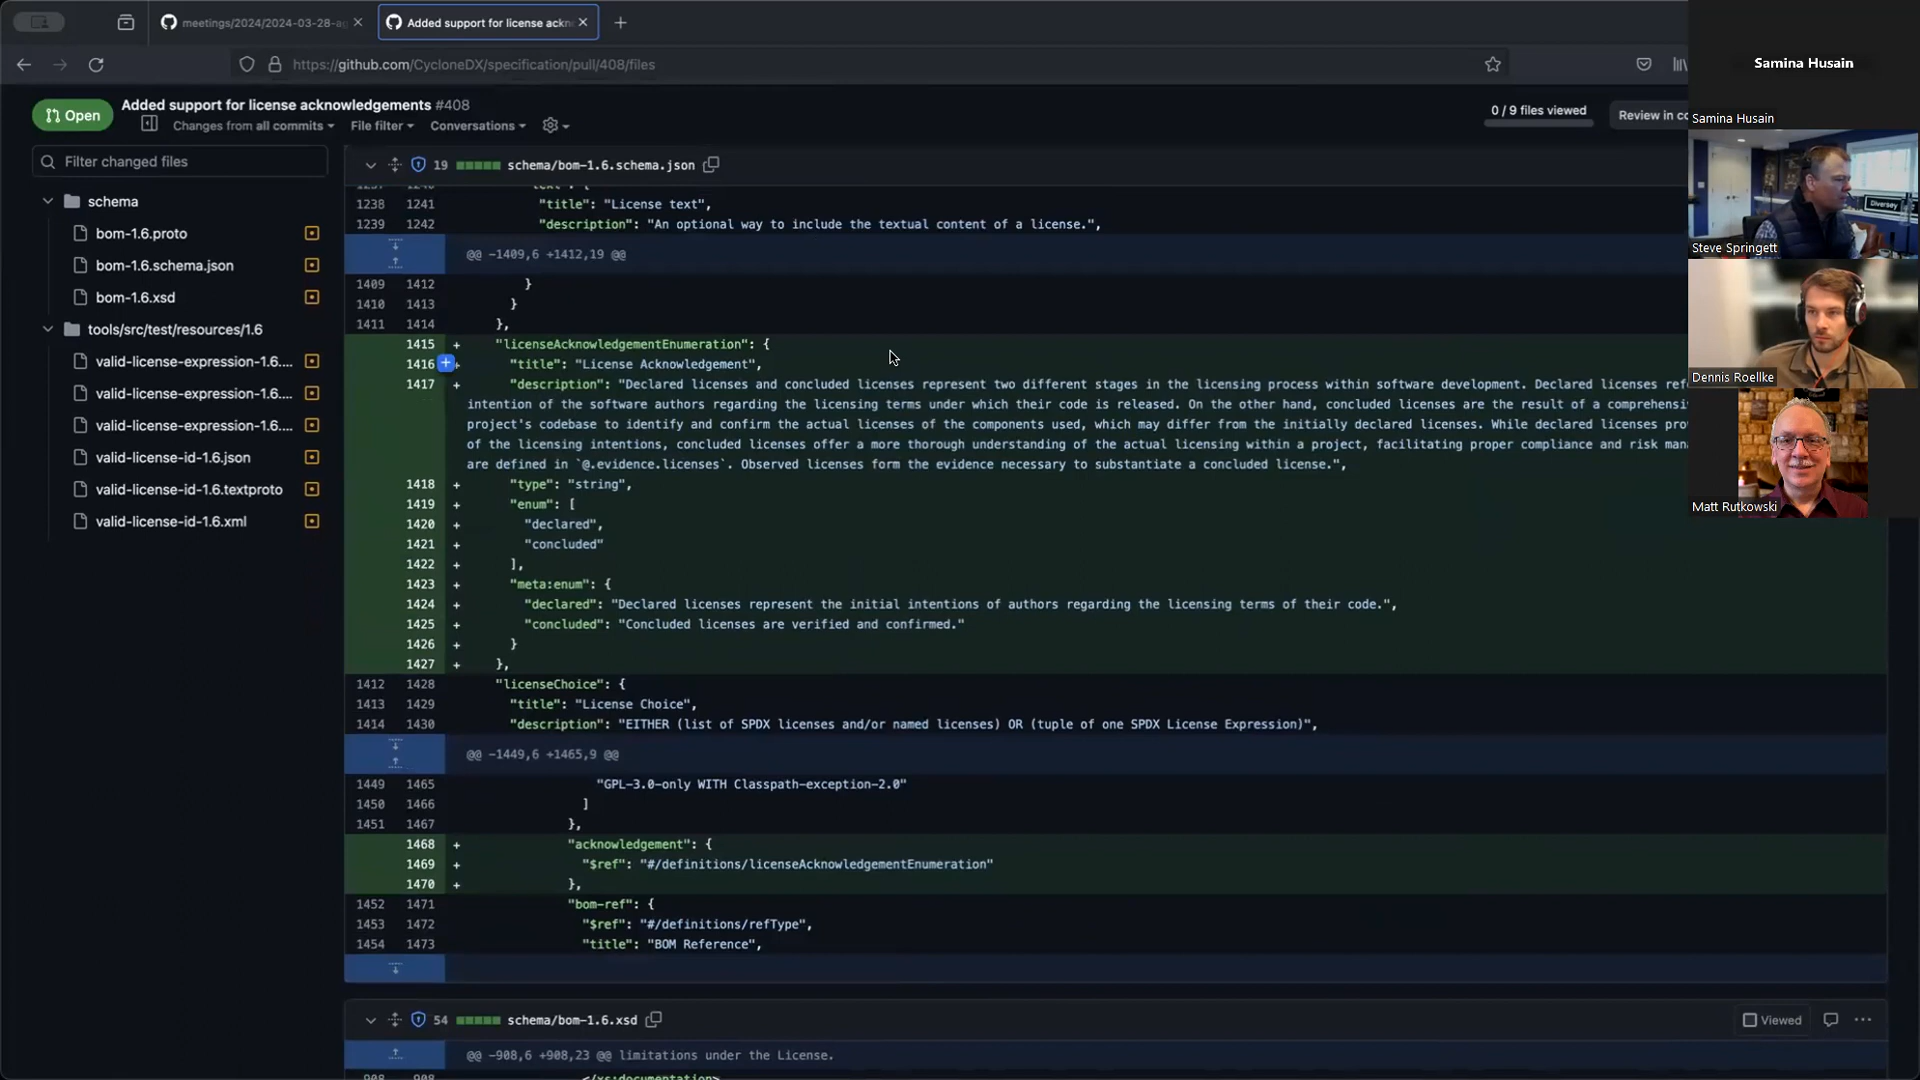 meetings/2024/2024-03-28-ag
Added support for license ackn
https://github.com/CycloneDX/specification/pull/408/files
Open
Added support for license acknowledgements #408
Changes from all commits
File filter
Conversations
0 / 9 files viewed
Review in co
Filter changed files
schema
bom-1.6.proto
bom-1.6.schema.json
bom-1.6.xsd
tools/src/test/resources/1.6
valid-license-expression-1.6....
valid-license-expression-1.6....
valid-license-expression-1.6....
valid-license-id-1.6.json
valid-license-id-1.6.textproto
valid-license-id-1.6.xml
19 schema/bom-1.6.schema.json
1237 1240 "text": {
1238 1241 "title": "License text",
1239 1242 "description": "An optional way to include the textual content of a license.",
@@ -1409,6 +1412,19 @@
1409 1412 }
1410 1413 }
1411 1414 },
1415 + "licenseAcknowledgementEnumeration": {
1416 + "title": "License Acknowledgement",
1417 + "description": "Declared licenses and concluded licenses represent two different stages in the licensing process within software development. Declared licenses refe
intention of the software authors regarding the licensing terms under which their code is released. On the other hand, concluded licenses are the result of a comprehensiv
project's codebase to identify and confirm the actual licenses of the components used, which may differ from the initially declared licenses. While declared licenses prov
of the licensing intentions, concluded licenses offer a more thorough understanding of the actual licensing within a project, facilitating proper compliance and risk man
are defined in `@.evidence.licenses`. Observed licenses form the evidence necessary to substantiate a concluded license.",
1418 + "type": "string",
1419 + "enum": [
1420 + "declared",
1421 + "concluded"
1422 + ],
1423 + "meta:enum": {
1424 + "declared": "Declared licenses represent the initial intentions of authors regarding the licensing terms of their code.",
1425 + "concluded": "Concluded licenses are verified and confirmed."
1426 + }
1427 + },
1412 1428 "licenseChoice": {
1413 1429 "title": "License Choice",
1414 1430 "description": "EITHER (list of SPDX licenses and/or named licenses) OR (tuple of one SPDX License Expression)",
@@ -1449,6 +1465,9 @@
1449 1465 "GPL-3.0-only WITH Classpath-exception-2.0"
1450 1466 ]
1451 1467 },
1468 + "acknowledgement": {
1469 + "$ref": "#/definitions/licenseAcknowledgementEnumeration"
1470 + },
1452 1471 "bom-ref": {
1453 1472 "$ref": "#/definitions/refType",
1454 1473 "title": "BOM Reference",
54 schema/bom-1.6.xsd
Viewed
@@ -908,6 +908,23 @@ limitations under the License.
908 908 </xs:documentation>
Samina Husain
Samina Husain
Diversey
Steve Springett
Dennis Roellke
Matt Rutkowski